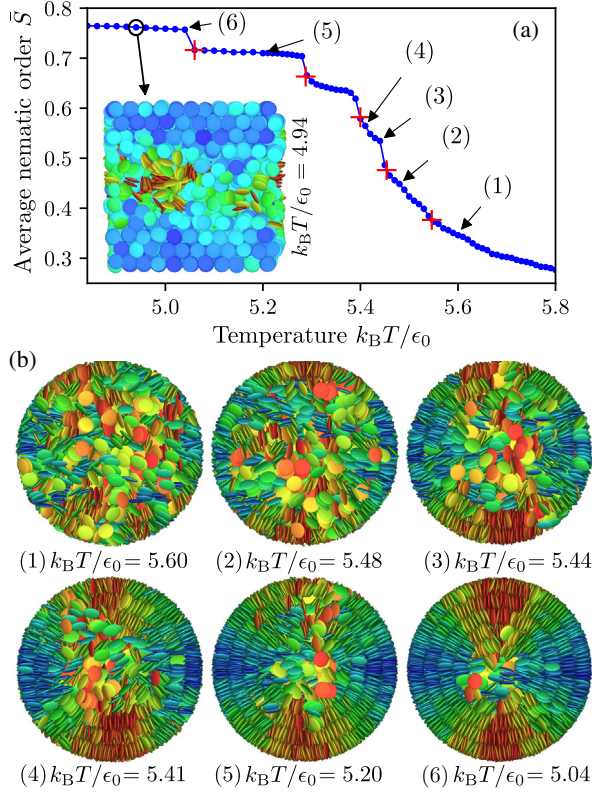 0.8
0.7
0.6
0.5
0.4
0.3
Average nematic order S̄
(a)
(6)
(5)
(4)
(3)
(2)
(1)
k_BT/ϵ_0 = 4.94
5.0 5.2 5.4 5.6 5.8
Temperature k_BT/ϵ_0
(b)
(1) k_BT/ϵ_0 = 5.60 (2) k_BT/ϵ_0 = 5.48 (3) k_BT/ϵ_0 = 5.44
(4) k_BT/ϵ_0 = 5.41 (5) k_BT/ϵ_0 = 5.20 (6) k_BT/ϵ_0 = 5.04